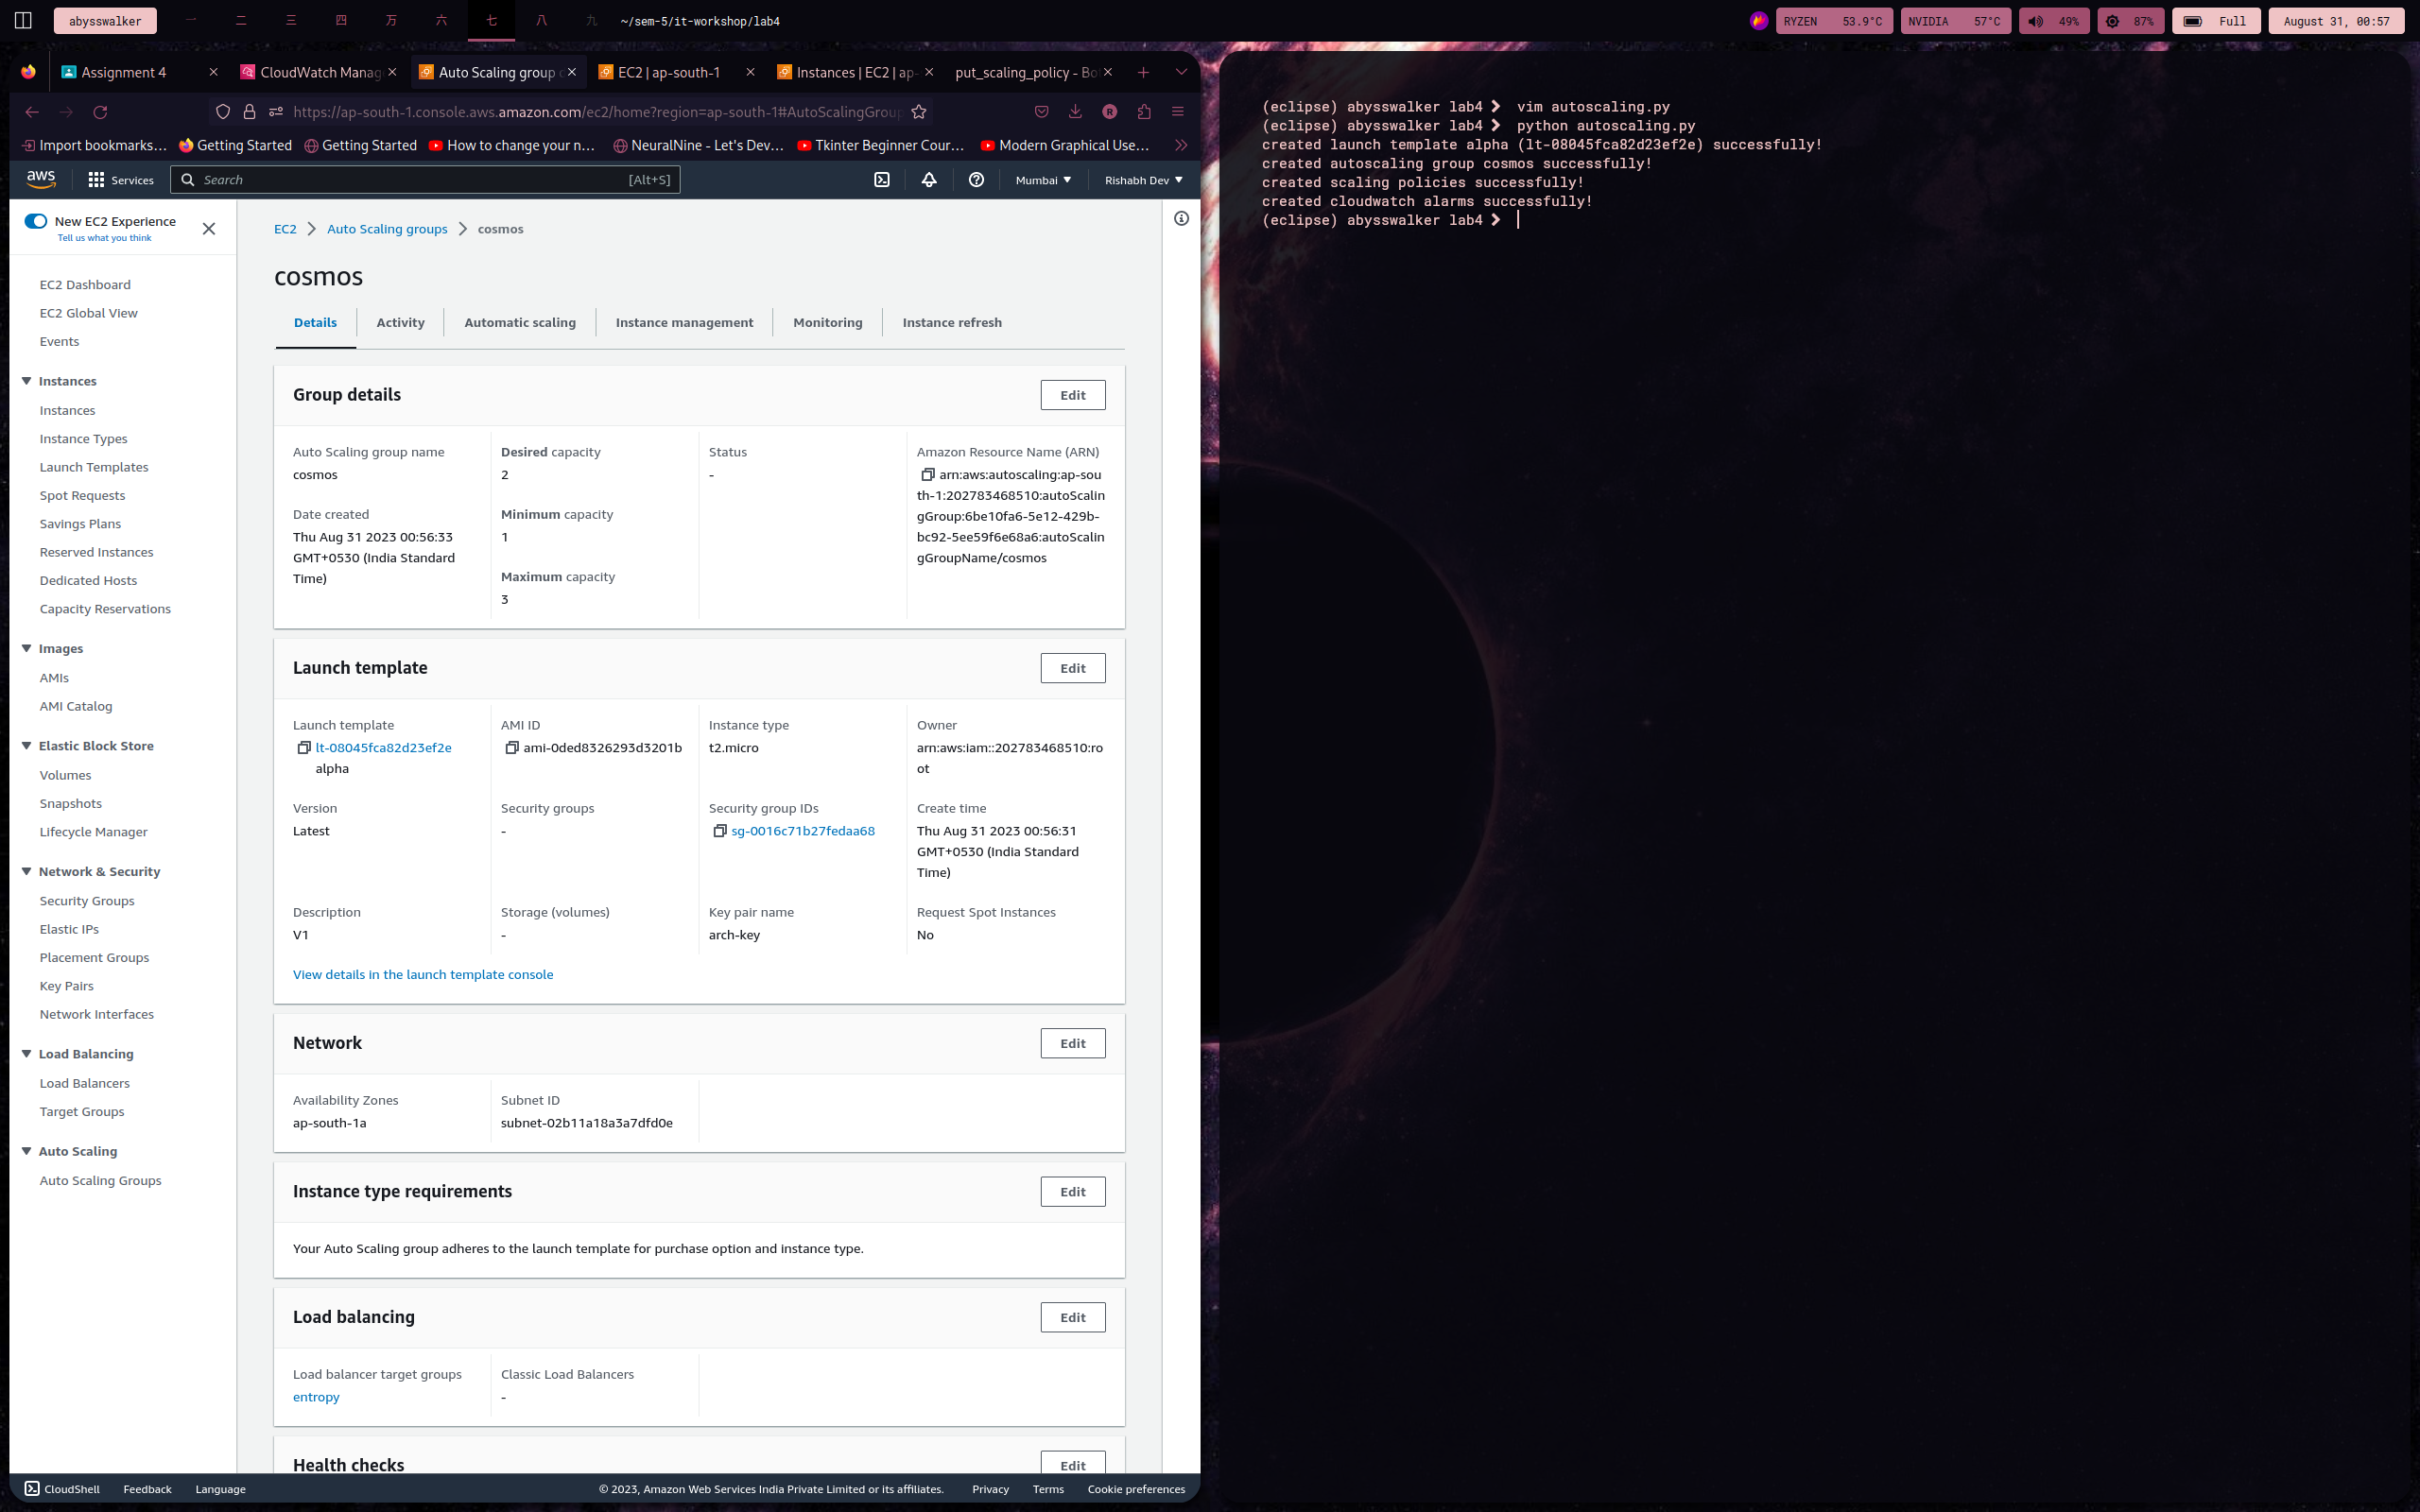 abysswalker 一 二 三 四 万 六 七 八 九 ~/sem-5/it-workshop/lab4 RYZEN 53.9°C NVIDIA 57°C 49% 87% Full August 31, 00:57
Assignment 4 CloudWatch Manag Auto Scaling group EC2 | ap-south-1 Instances | EC2 | ap- put_scaling_policy - Bo
https://ap-south-1.console.aws.amazon.com/ec2/home?region=ap-south-1#AutoScalingGroup
Import bookmarks... Getting Started Getting Started How to change your n... NeuralNine - Let's Dev... Tkinter Beginner Cour... Modern Graphical Use...
aws Services Search [Alt+S] Mumbai Rishabh Dev
New EC2 Experience
Tell us what you think
EC2 Dashboard
EC2 Global View
Events
Instances
Instances
Instance Types
Launch Templates
Spot Requests
Savings Plans
Reserved Instances
Dedicated Hosts
Capacity Reservations
Images
AMIs
AMI Catalog
Elastic Block Store
Volumes
Snapshots
Lifecycle Manager
Network & Security
Security Groups
Elastic IPs
Placement Groups
Key Pairs
Network Interfaces
Load Balancing
Load Balancers
Target Groups
Auto Scaling
Auto Scaling Groups
EC2 Auto Scaling groups cosmos
cosmos
Details Activity Automatic scaling Instance management Monitoring Instance refresh
Group details Edit
Auto Scaling group name
cosmos
Date created
Thu Aug 31 2023 00:56:33
GMT+0530 (India Standard
Time)
Desired capacity
2
Minimum capacity
1
Maximum capacity
3
Status
-
Amazon Resource Name (ARN)
arn:aws:autoscaling:ap-sou
th-1:202783468510:autoScalin
gGroup:6be10fa6-5e12-429b-
bc92-5ee59f6e68a6:autoScalin
gGroupName/cosmos
Launch template Edit
Launch template
lt-08045fca82d23ef2e
alpha
AMI ID
ami-0ded8326293d3201b
Instance type
t2.micro
Owner
arn:aws:iam::202783468510:ro
ot
Version
Latest
Security groups
-
Security group IDs
sg-0016c71b27fedaa68
Create time
Thu Aug 31 2023 00:56:31
GMT+0530 (India Standard
Time)
Description
V1
Storage (volumes)
-
Key pair name
arch-key
Request Spot Instances
No
View details in the launch template console
Network Edit
Availability Zones
ap-south-1a
Subnet ID
subnet-02b11a18a3a7dfd0e
Instance type requirements Edit
Your Auto Scaling group adheres to the launch template for purchase option and instance type.
Load balancing Edit
Load balancer target groups
entropy
Classic Load Balancers
-
Health checks Edit
CloudShell Feedback Language © 2023, Amazon Web Services India Private Limited or its affiliates. Privacy Terms Cookie preferences
(eclipse) abysswalker lab4 ❯ vim autoscaling.py
(eclipse) abysswalker lab4 ❯ python autoscaling.py
created launch template alpha (lt-08045fca82d23ef2e) successfully!
created autoscaling group cosmos successfully!
created scaling policies successfully!
created cloudwatch alarms successfully!
(eclipse) abysswalker lab4 ❯